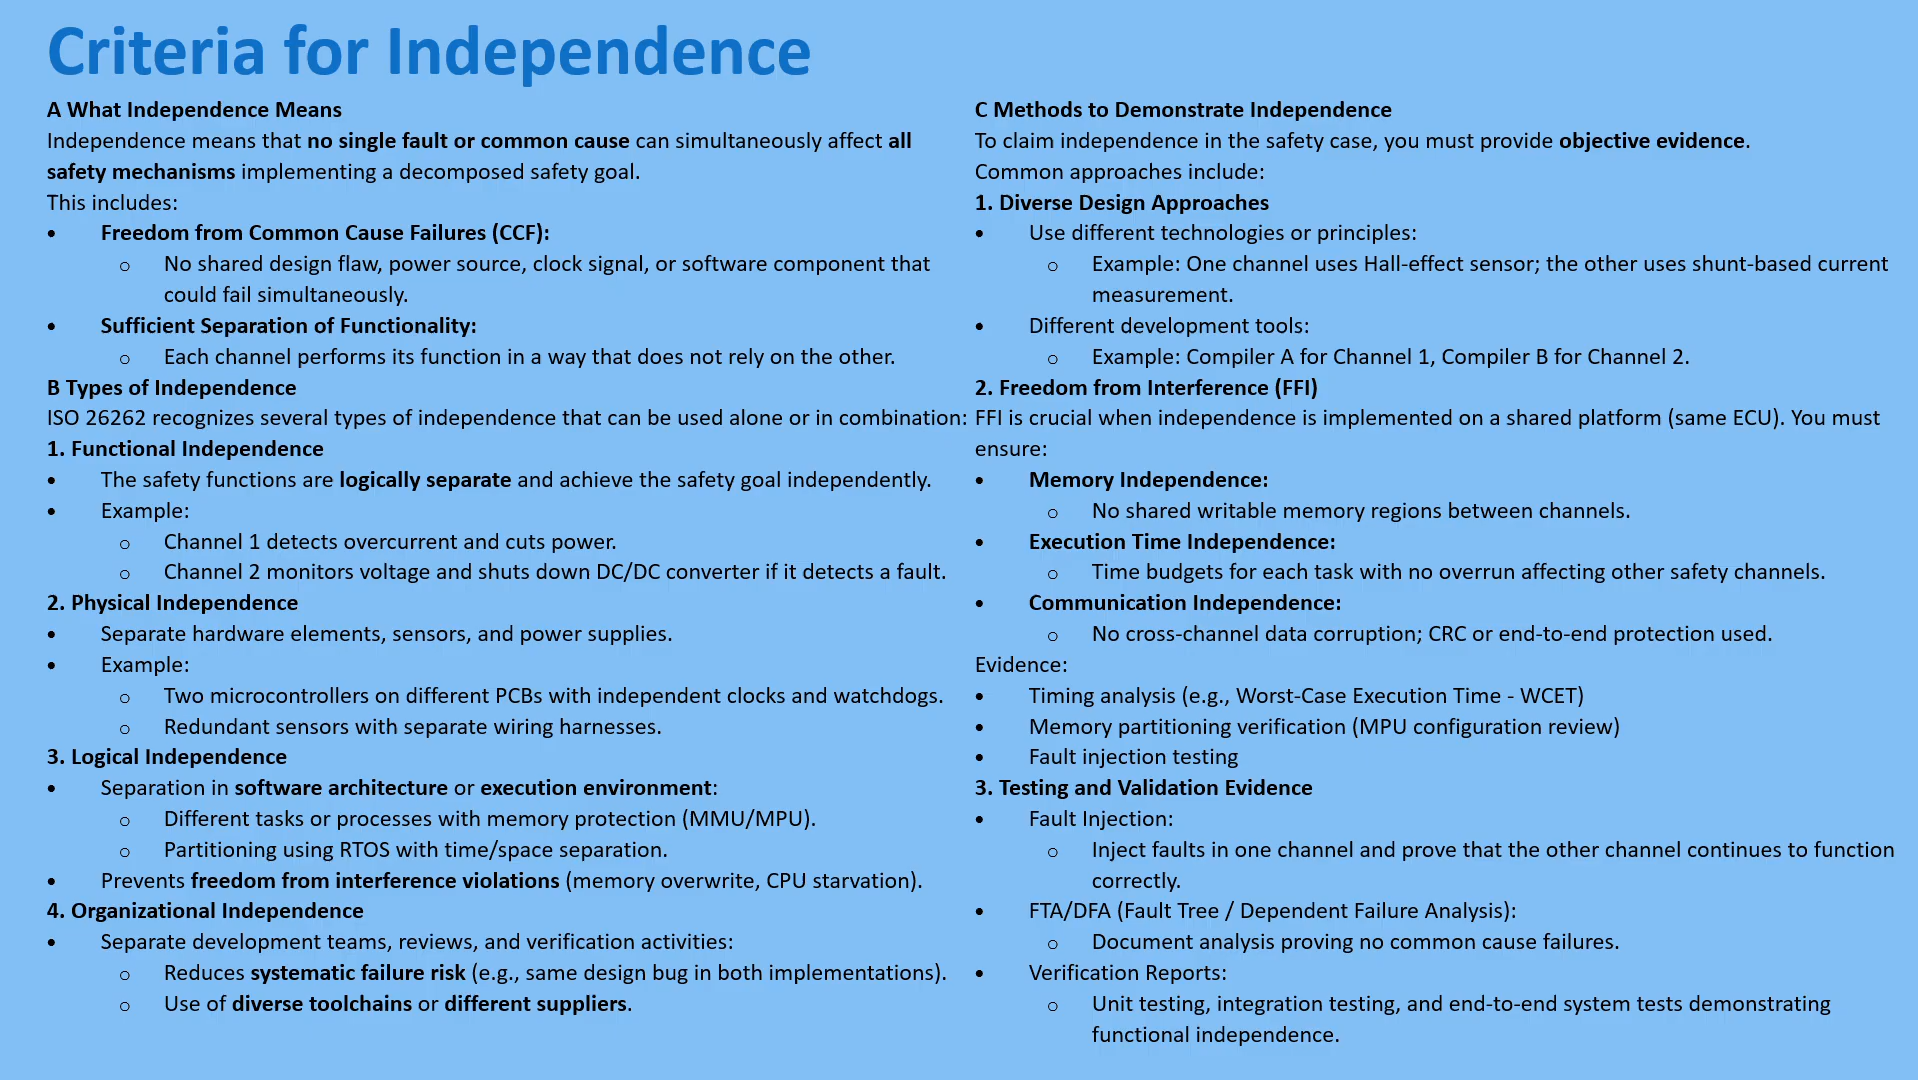 Criteria for Independence
A What Independence Means
Independence means that no single fault or common cause can simultaneously affect all
safety mechanisms implementing a decomposed safety goal.
This includes:
• Freedom from Common Cause Failures (CCF):
o No shared design flaw, power source, clock signal, or software component that
could fail simultaneously.
• Sufficient Separation of Functionality:
o Each channel performs its function in a way that does not rely on the other.
B Types of Independence
ISO 26262 recognizes several types of independence that can be used alone or in combination:
1. Functional Independence
• The safety functions are logically separate and achieve the safety goal independently.
• Example:
o Channel 1 detects overcurrent and cuts power.
o Channel 2 monitors voltage and shuts down DC/DC converter if it detects a fault.
2. Physical Independence
• Separate hardware elements, sensors, and power supplies.
• Example:
o Two microcontrollers on different PCBs with independent clocks and watchdogs.
o Redundant sensors with separate wiring harnesses.
3. Logical Independence
• Separation in software architecture or execution environment:
o Different tasks or processes with memory protection (MMU/MPU).
o Partitioning using RTOS with time/space separation.
• Prevents freedom from interference violations (memory overwrite, CPU starvation).
4. Organizational Independence
• Separate development teams, reviews, and verification activities:
o Reduces systematic failure risk (e.g., same design bug in both implementations).
o Use of diverse toolchains or different suppliers.
C Methods to Demonstrate Independence
To claim independence in the safety case, you must provide objective evidence.
Common approaches include:
1. Diverse Design Approaches
• Use different technologies or principles:
o Example: One channel uses Hall-effect sensor; the other uses shunt-based current
measurement.
• Different development tools:
o Example: Compiler A for Channel 1, Compiler B for Channel 2.
2. Freedom from Interference (FFI)
FFI is crucial when independence is implemented on a shared platform (same ECU). You must
ensure:
• Memory Independence:
o No shared writable memory regions between channels.
• Execution Time Independence:
o Time budgets for each task with no overrun affecting other safety channels.
• Communication Independence:
o No cross-channel data corruption; CRC or end-to-end protection used.
Evidence:
• Timing analysis (e.g., Worst-Case Execution Time - WCET)
• Memory partitioning verification (MPU configuration review)
• Fault injection testing
3. Testing and Validation Evidence
• Fault Injection:
o Inject faults in one channel and prove that the other channel continues to function
correctly.
• FTA/DFA (Fault Tree / Dependent Failure Analysis):
o Document analysis proving no common cause failures.
• Verification Reports:
o Unit testing, integration testing, and end-to-end system tests demonstrating
functional independence.